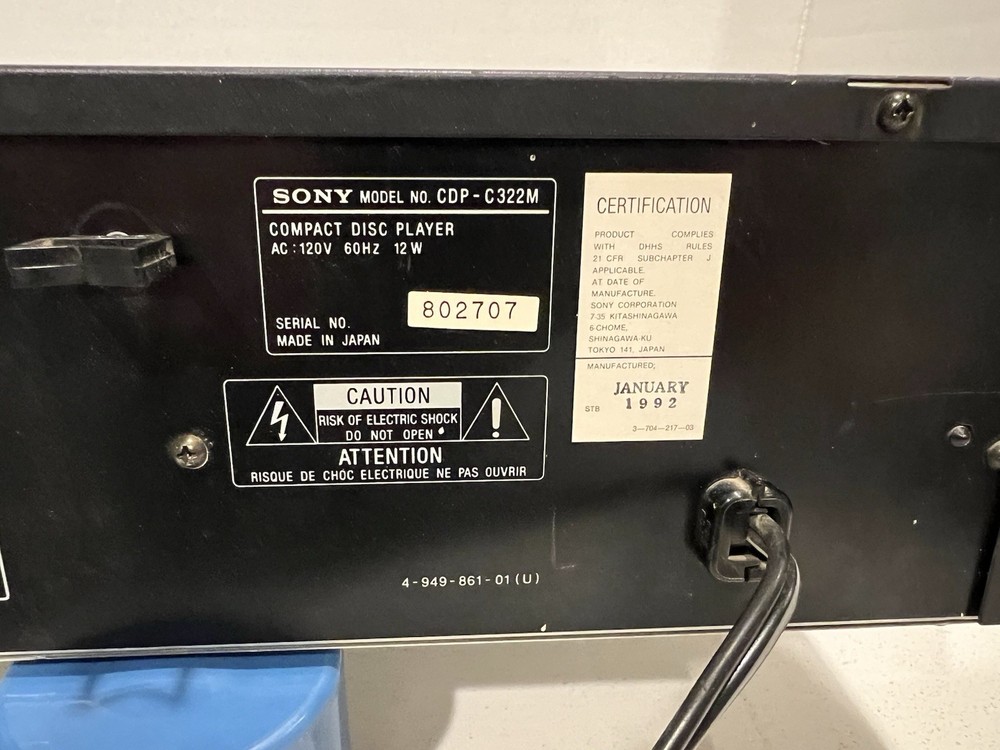 SONY MODEL NO. CDP-C322M
COMPACT DISC PLAYER
AC:120V 60HZ 12W
802707
SERIAL NO.
MADE IN JAPAN
CAUTION
RISK OF ELECTRIC SHOCK
DO NOT OPEN
ATTENTION
RISQUE DE CHOC ELECTRIQUE NE PAS OUVRIR
4-949-861-01(U)
CERTIFICATION
PRODUCT COMPLIES
WITH DHHS RULES
21 CFR SUBCHAPTER J
APPLICABLE.
AT DATE OF
MANUFACTURE.
SONY CORPORATION
7-35 KITASHINAGAWA
6-CHOME,
SHINAGAWA-KU
TOKYO 141, JAPAN
MANUFACTURED;
JANUARY
STB 1992
3-704-217-03